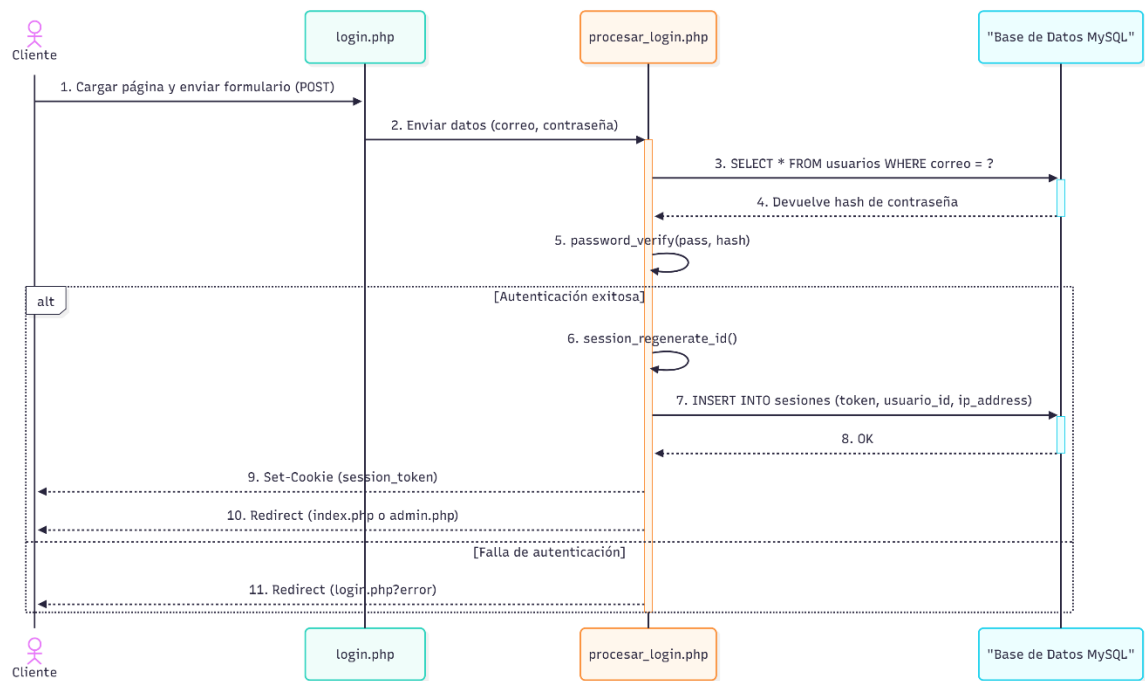 Cliente
login.php
procesar_login.php
"Base de Datos MySQL"
1. Cargar página y enviar formulario (POST)
2. Enviar datos (correo, contraseña)
3. SELECT * FROM usuarios WHERE correo = ?
4. Devuelve hash de contraseña
5. password_verify(pass, hash)
alt
[Autenticación exitosa]
6. session_regenerate_id()
7. INSERT INTO sesiones (token, usuario_id, ip_address)
8. OK
9. Set-Cookie (session_token)
10. Redirect (index.php o admin.php)
[Falla de autenticación]
11. Redirect (login.php?error)
Cliente
login.php
procesar_login.php
"Base de Datos MySQL"